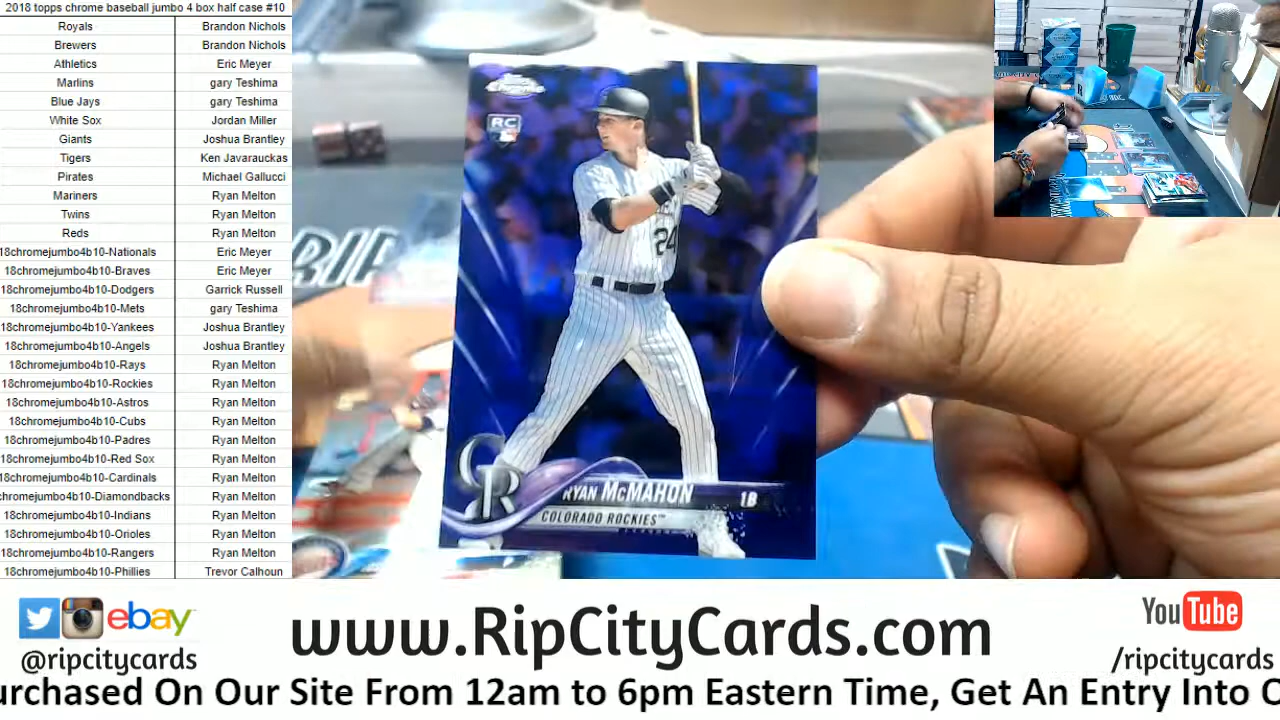 2018 topps chrome baseball jumbo 4 box half case #10
Royals Brandon Nichols
Brewers Brandon Nichols
Athletics Eric Meyer
Marlins gary Teshima
Blue Jays gary Teshima
White Sox Jordan Miller
Giants Joshua Brantley
Tigers Ken Javarauckas
Pirates Michael Gallucci
Mariners Ryan Melton
Twins Ryan Melton
Reds Ryan Melton
18chromejumbo4b10-Nationals Eric Meyer
18chromejumbo4b10-Braves Eric Meyer
18chromejumbo4b10-Dodgers Garrick Russell
18chromejumbo4b10-Mets gary Teshima
18chromejumbo4b10-Yankees Joshua Brantley
18chromejumbo4b10-Angels Joshua Brantley
18chromejumbo4b10-Rays Ryan Melton
18chromejumbo4b10-Rockies Ryan Melton
18chromejumbo4b10-Astros Ryan Melton
18chromejumbo4b10-Cubs Ryan Melton
18chromejumbo4b10-Padres Ryan Melton
18chromejumbo4b10-Red Sox Ryan Melton
18chromejumbo4b10-Cardinals Ryan Melton
chromejumbo4b10-Diamondbacks Ryan Melton
18chromejumbo4b10-Indians Ryan Melton
18chromejumbo4b10-Orioles Ryan Melton
18chromejumbo4b10-Rangers Ryan Melton
18chromejumbo4b10-Phillies Trevor Calhoun
RC
24
CR
RYAN McMAHON 1B
COLORADO ROCKIES™
RIP
ebay
@ripcitycards
www.RipCityCards.com
YouTube
/ripcitycards
urchased On Our Site From 12am to 6pm Eastern Time, Get An Entry Into